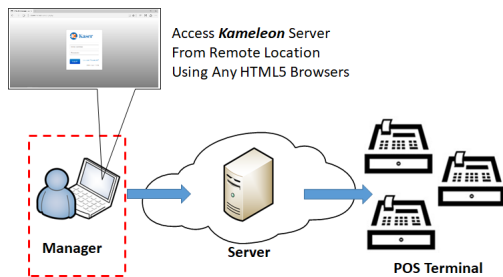 Access Kameleon Server
From Remote Location
Using Any HTML5 Browsers
Manager
Server
POS Terminal